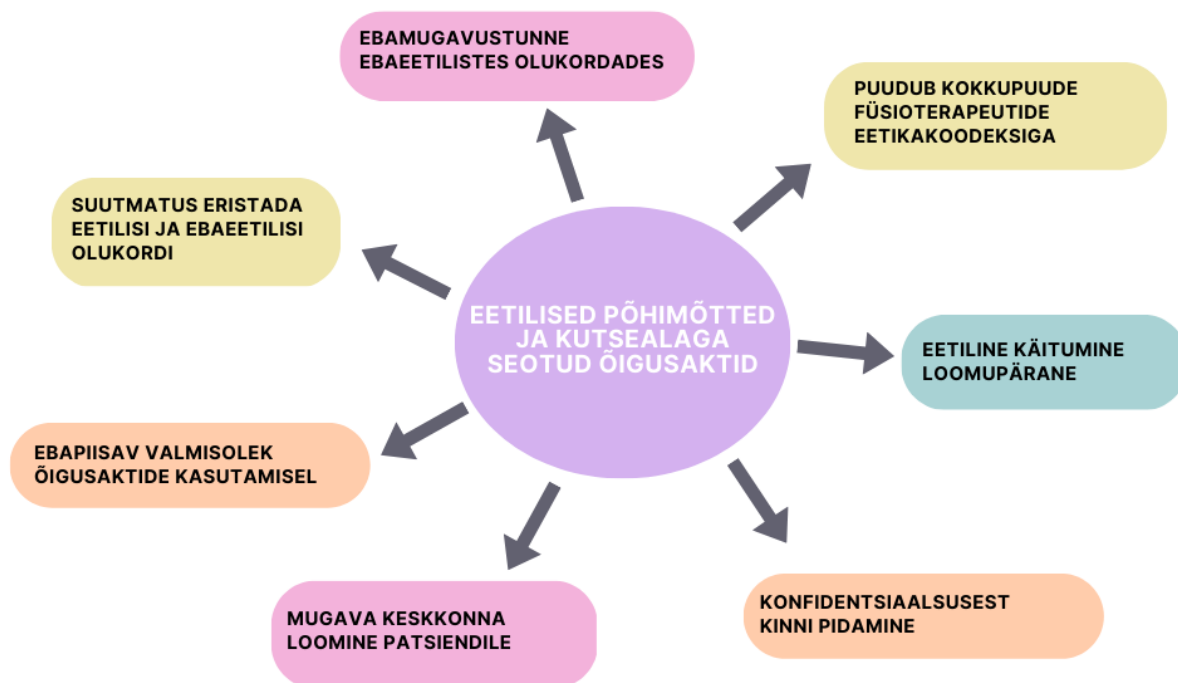 EBAMUGAVUSTUNNE
EBAEETILISTES OLUKORDADES
PUUDUB KOKKUPUUDE
FÜSIOTERAPEUTIDE
EETIKAKOODEKSIGA
SUUTMATUS ERISTADA
EETILISI JA EBAEETILISI
OLUKORDI
EETILISED PÕHIMÕTTED
JA KUTSEALAGA
SEOTUD ÕIGUSAKTID
EETILINE KÄITUMINE
LOOMUPÄRANE
EBAPIISAV VALMISOLEK
ÕIGUSAKTIDE KASUTAMISEL
MUGAVA KESKKONNA
LOOMINE PATSIENDILE
KONFIDENTSIAALSUSEST
KINNI PIDAMINE